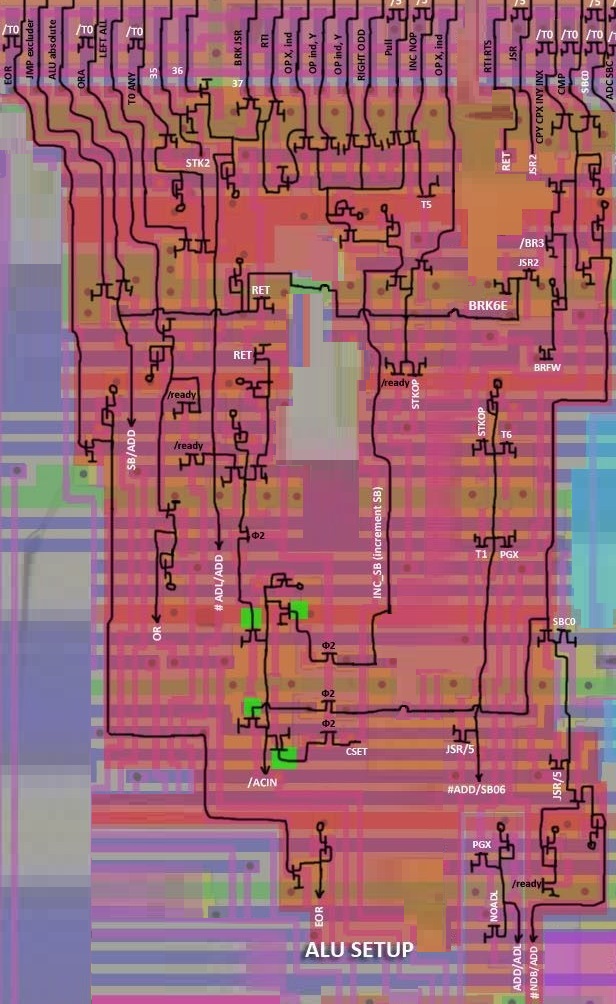 /T0
EOR
JMP excluder
ALU absolute
ORA
LEFT ALL
/T0
TO ANY
35
36
BRK JSR
37
RTI
OP X, ind
OP ind, Y
OP ind, Y
RIGHT ODD
/5
Pull
/5
INC NOP
OP X, ind
RTI RTS
/5
JSR
/T0
CPY CPX INY INX
/T0
CMP
/5
/T0
SBC0
ADC SBC
STK2
RET
JSR2
T5
/BR3
JSR2
RET
BRK6E
RET
BRFW
/ready
STKOP
/ready
STKOP
T6
SB/ADD
/ready
INC_SB (increment SB)
Φ2
T1
PGX
# ADL/ADD
OR
SBC0
Φ2
Φ2
Φ2
CSET
JSR/5
/ACIN
#ADD/SB06
JSR/5
PGX
/ready
NOADL
EOR
ALU SETUP
ADD/ADL
#NDB/ADD